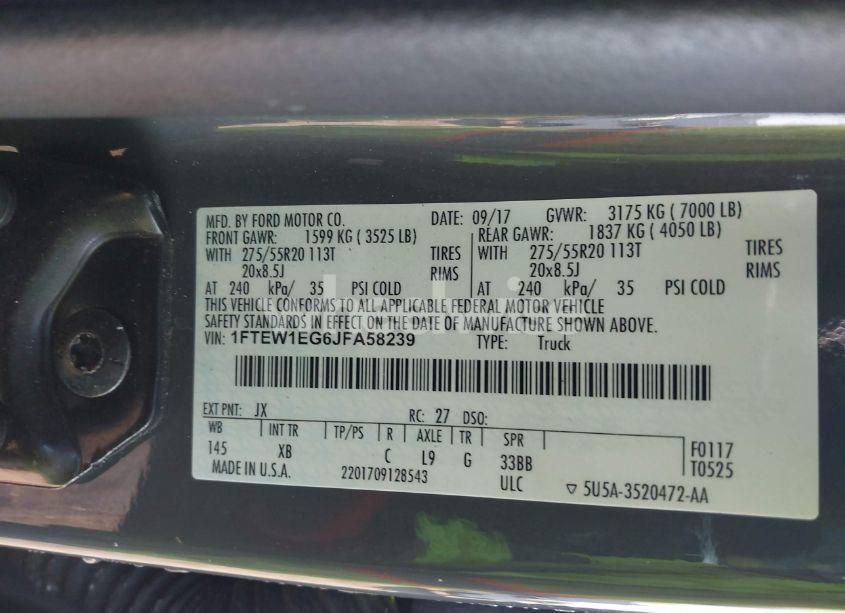 MFD. BY FORD MOTOR CO. DATE: 09/17 GVWR: 3175 KG ( 7000 LB)
FRONT GAWR: 1599 KG ( 3525 LB) REAR GAWR: 1837 KG ( 4050 LB)
WITH 275/55R20 113T TIRES WITH 275/55R20 113T TIRES
20x8.5J RIMS 20x8.5J RIMS
AT 240 kPa/ 35 PSI COLD AT 240 kPa/ 35 PSI COLD
THIS VEHICLE CONFORMS TO ALL APPLICABLE FEDERAL MOTOR VEHICLE
SAFETY STANDARDS IN EFFECT ON THE DATE OF MANUFACTURE SHOWN ABOVE.
VIN: 1FTEW1EG6JFA58239 TYPE: Truck
EXT PNT: JX RC: 27 DSO:
WB INT TR TP/PS R AXLE TR SPR
145 XB C L9 G 33BB F0117
MADE IN U.S.A. 2201709128543 ULC T0525
▽ 5U5A-3520472-AA